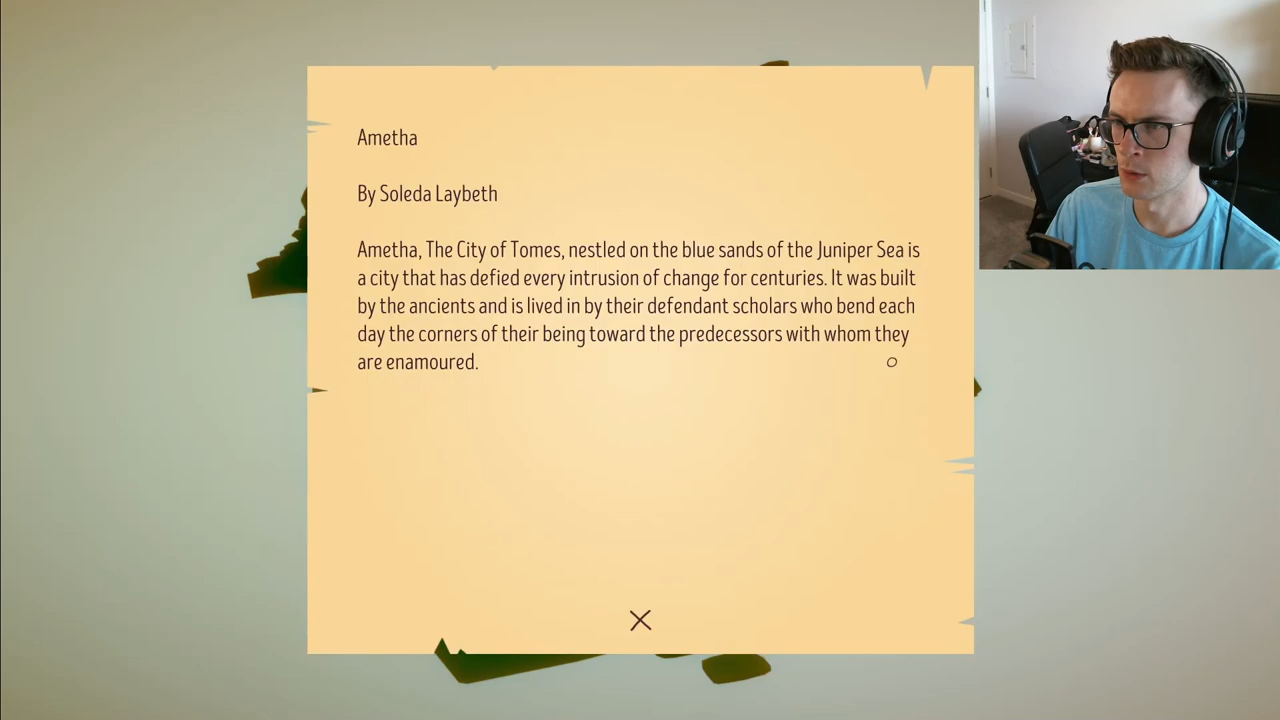 Ametha
By Soleda Laybeth
Ametha, The City of Tomes, nestled on the blue sands of the Juniper Sea is
a city that has defied every intrusion of change for centuries. It was built
by the ancients and is lived in by their defendant scholars who bend each
day the corners of their being toward the predecessors with whom they
are enamoured.